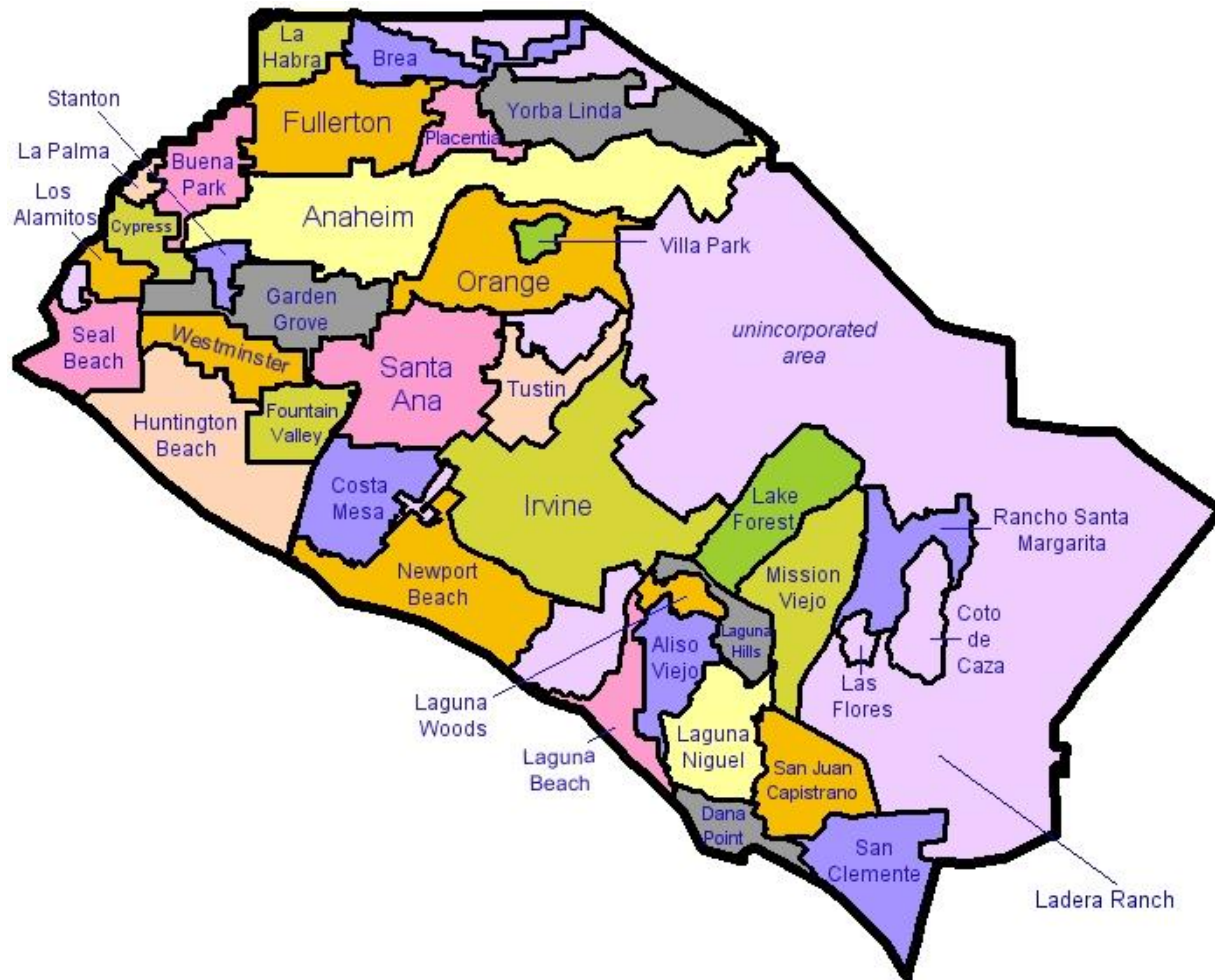 La
Habra
Brea
Stanton
Fullerton
Yorba Linda
Placentia
La Palma
Buena
Park
Los
Alamitos
Anaheim
Cypress
Villa Park
Orange
Garden
Grove
unincorporated
area
Seal
Beach
Westminster
Santa
Ana
Tustin
Huntington
Beach
Fountain
Valley
Costa
Mesa
Irvine
Lake
Forest
Rancho Santa
Margarita
Newport
Beach
Mission
Viejo
Coto
de
Caza
Laguna
Hills
Aliso
Viejo
Las
Flores
Laguna
Woods
Laguna
Beach
Laguna
Niguel
San Juan
Capistrano
Dana
Point
San
Clemente
Ladera Ranch